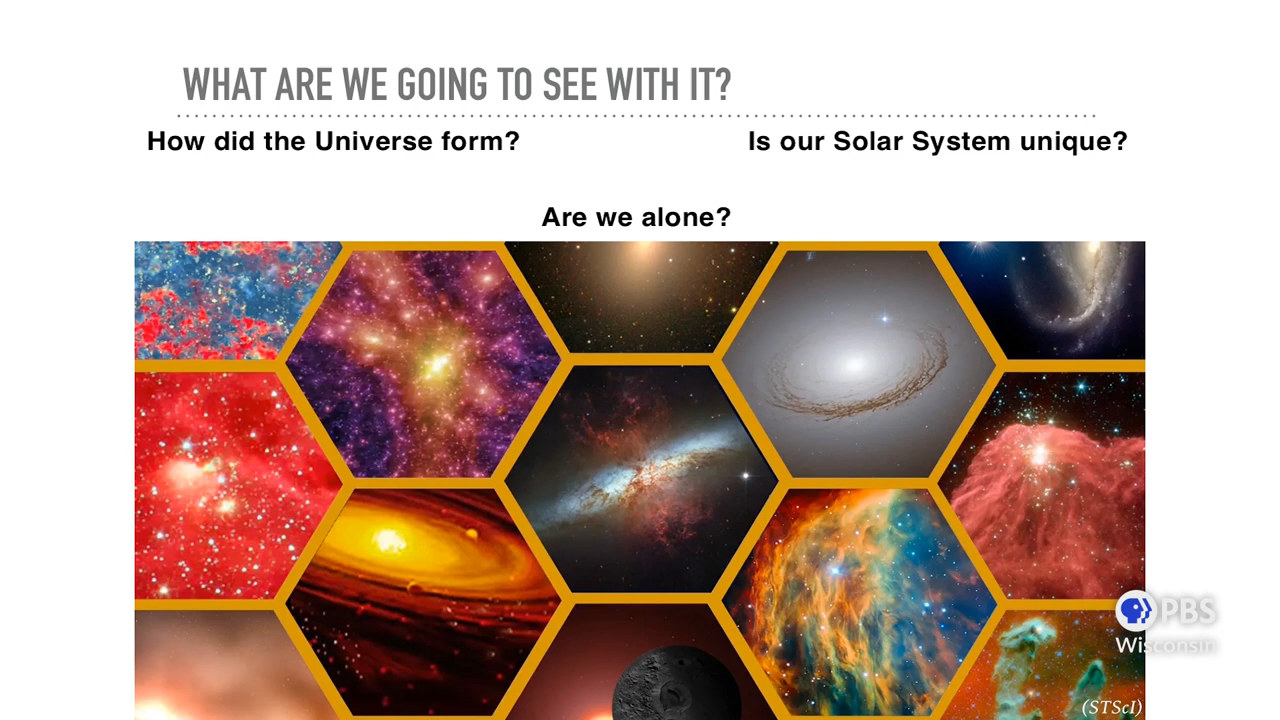 WHAT ARE WE GOING TO SEE WITH IT?
How did the Universe form?
Is our Solar System unique?
Are we alone?
PBS
Wisconsin
(STScI)